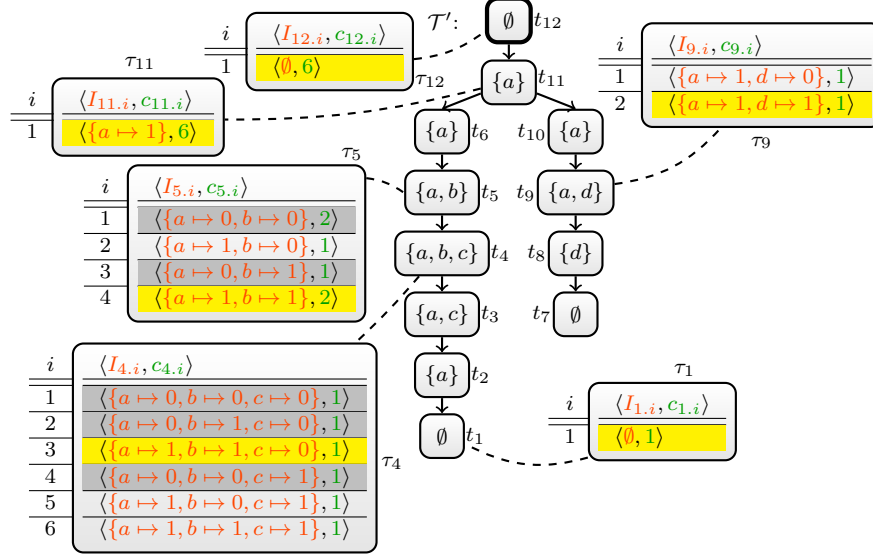 𝒯′:
∅ t₁₂
{a} t₁₁
{a} t₆
t₁₀ {a}
{a, b} t₅
t₉ {a, d}
{a, b, c} t₄
t₈ {d}
{a, c} t₃
t₇ ∅
{a} t₂
∅ t₁
i ⟨I₁₂.ᵢ, c₁₂.ᵢ⟩
1 ⟨∅, 6⟩
τ₁₂
τ₁₁
i ⟨I₁₁.ᵢ, c₁₁.ᵢ⟩
1 ⟨{a ↦ 1}, 6⟩
i ⟨I₉.ᵢ, c₉.ᵢ⟩
1 ⟨{a ↦ 1, d ↦ 0}, 1⟩
2 ⟨{a ↦ 1, d ↦ 1}, 1⟩
τ₉
τ₅
i ⟨I₅.ᵢ, c₅.ᵢ⟩
1 ⟨{a ↦ 0, b ↦ 0}, 2⟩
2 ⟨{a ↦ 1, b ↦ 0}, 1⟩
3 ⟨{a ↦ 0, b ↦ 1}, 1⟩
4 ⟨{a ↦ 1, b ↦ 1}, 2⟩
i ⟨I₄.ᵢ, c₄.ᵢ⟩
1 ⟨{a ↦ 0, b ↦ 0, c ↦ 0}, 1⟩
2 ⟨{a ↦ 0, b ↦ 1, c ↦ 0}, 1⟩
3 ⟨{a ↦ 1, b ↦ 1, c ↦ 0}, 1⟩
4 ⟨{a ↦ 0, b ↦ 0, c ↦ 1}, 1⟩
5 ⟨{a ↦ 1, b ↦ 0, c ↦ 1}, 1⟩
6 ⟨{a ↦ 1, b ↦ 1, c ↦ 1}, 1⟩
τ₄
τ₁
i ⟨I₁.ᵢ, c₁.ᵢ⟩
1 ⟨∅, 1⟩